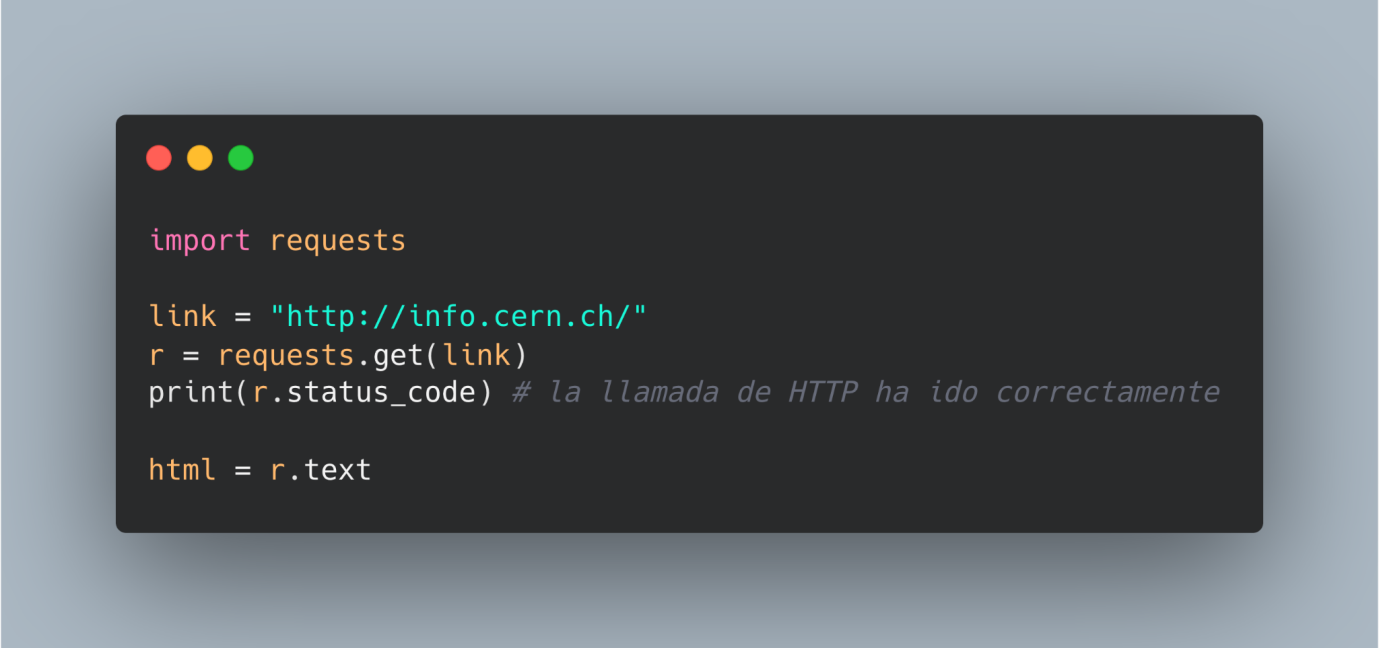 import requests
link = "http://info.cern.ch/"
r = requests.get(link)
print(r.status_code) # la llamada de HTTP ha ido correctamente
html = r.text